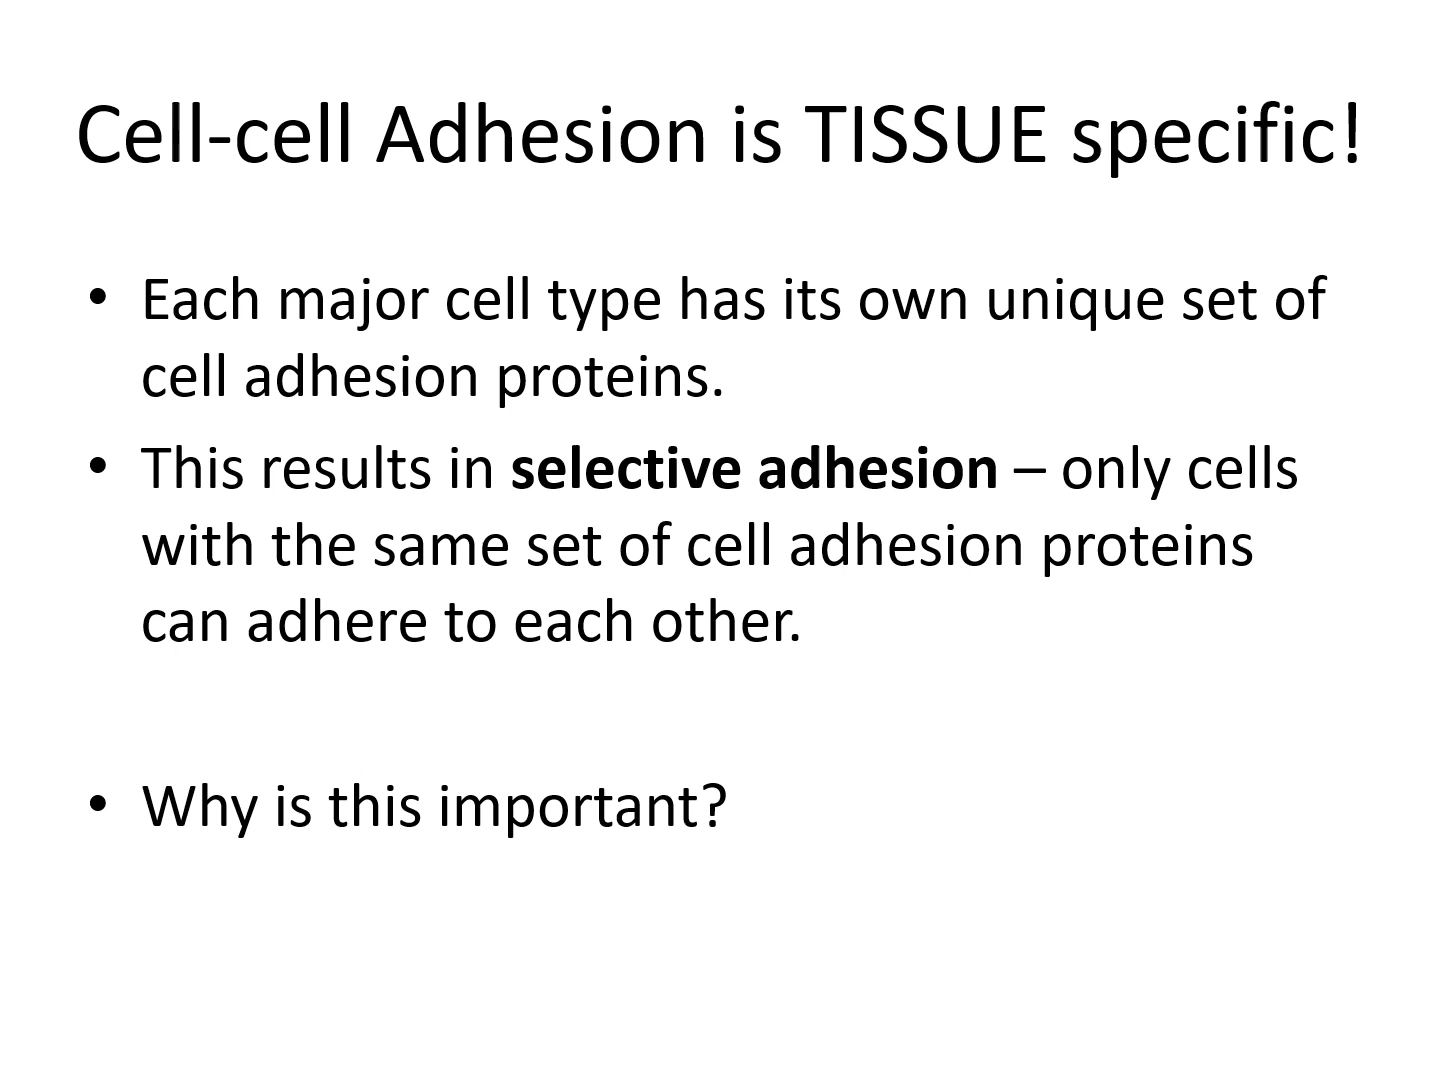 Cell-cell Adhesion is TISSUE specific!
• Each major cell type has its own unique set of
cell adhesion proteins.
• This results in selective adhesion – only cells
with the same set of cell adhesion proteins
can adhere to each other.
• Why is this important?